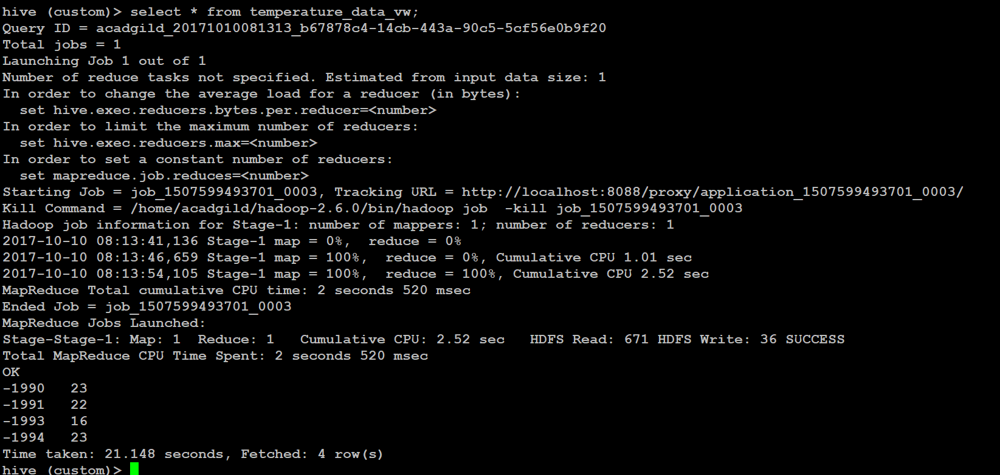 hive (custom)> select * from temperature_data_vw;
Query ID = acadgild_20171010081313_b67878c4-14cb-443a-90c5-5cf56e0b9f20
Total jobs = 1
Launching Job 1 out of 1
Number of reduce tasks not specified. Estimated from input data size: 1
In order to change the average load for a reducer (in bytes):
  set hive.exec.reducers.bytes.per.reducer=<number>
In order to limit the maximum number of reducers:
  set hive.exec.reducers.max=<number>
In order to set a constant number of reducers:
  set mapreduce.job.reduces=<number>
Starting Job = job_1507599493701_0003, Tracking URL = http://localhost:8088/proxy/application_1507599493701_0003/
Kill Command = /home/acadgild/hadoop-2.6.0/bin/hadoop job  -kill job_1507599493701_0003
Hadoop job information for Stage-1: number of mappers: 1; number of reducers: 1
2017-10-10 08:13:41,136 Stage-1 map = 0%,  reduce = 0%
2017-10-10 08:13:46,659 Stage-1 map = 100%,  reduce = 0%, Cumulative CPU 1.01 sec
2017-10-10 08:13:54,105 Stage-1 map = 100%,  reduce = 100%, Cumulative CPU 2.52 sec
MapReduce Total cumulative CPU time: 2 seconds 520 msec
Ended Job = job_1507599493701_0003
MapReduce Jobs Launched:
Stage-Stage-1: Map: 1  Reduce: 1   Cumulative CPU: 2.52 sec   HDFS Read: 671 HDFS Write: 36 SUCCESS
Total MapReduce CPU Time Spent: 2 seconds 520 msec
OK
-1990   23
-1991   22
-1993   16
-1994   23
Time taken: 21.148 seconds, Fetched: 4 row(s)
hive (custom)>